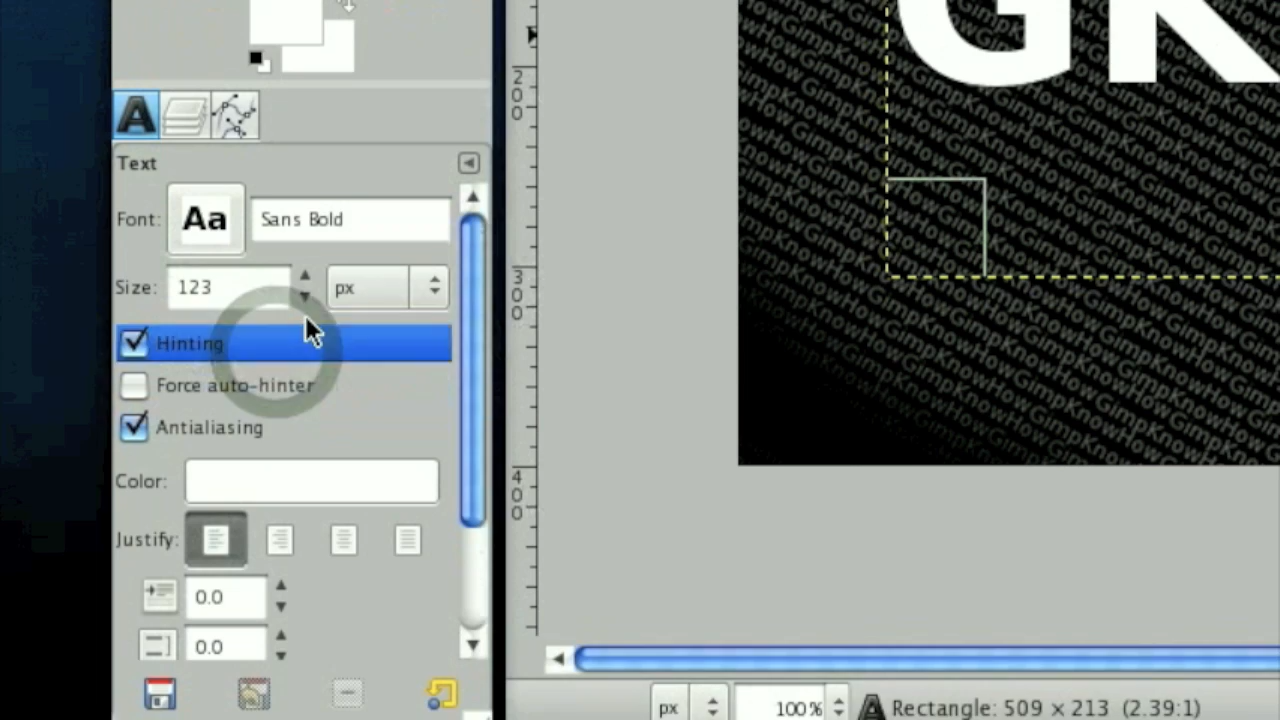 GK
A
Text
Font: Aa Sans Bold
Size: 123 px
Hinting
Force auto-hinter
Antialiasing
Color:
Justify:
0.0
0.0
200
300
400
KnowHowGimpKnowHowGimpKnowHowGimp
px 100% A Rectangle: 509 × 213 (2.39:1)